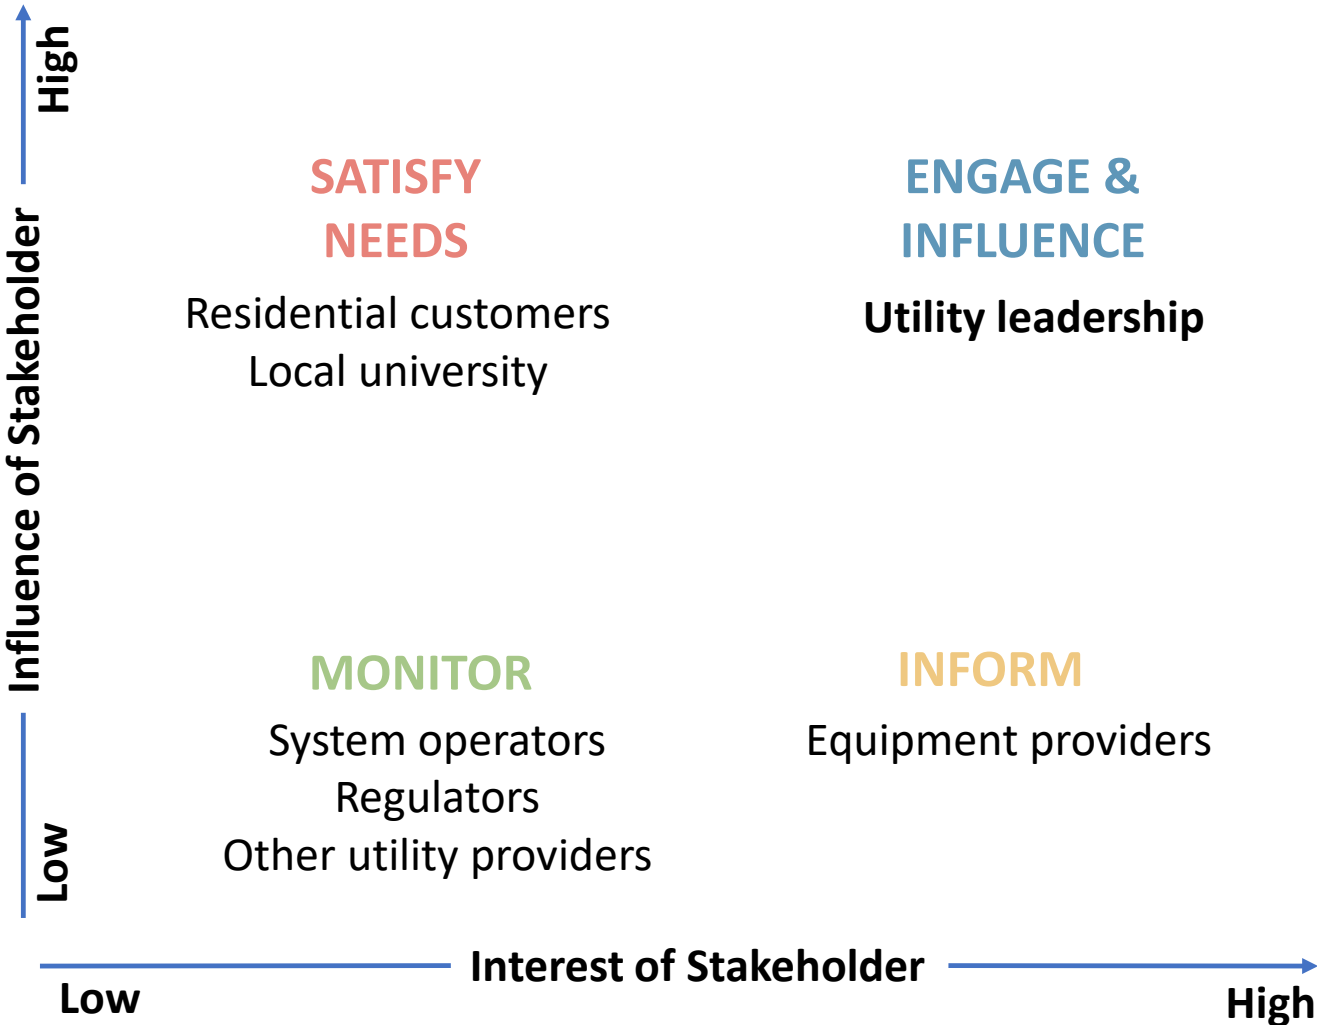 High
SATISFY
NEEDS
Residential customers
Local university
ENGAGE &
INFLUENCE
Utility leadership
Influence of Stakeholder
MONITOR
System operators
Regulators
Other utility providers
INFORM
Equipment providers
Low
Interest of Stakeholder
Low
High